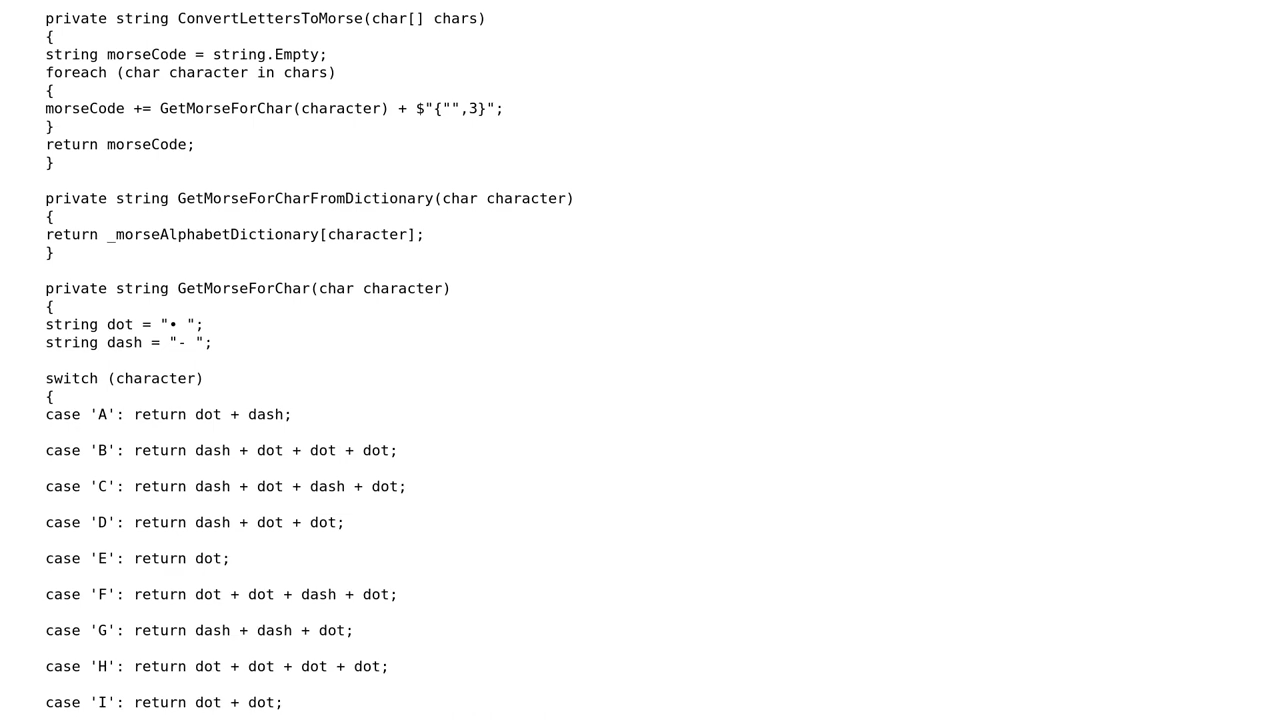 private string ConvertLettersToMorse(char[] chars)
{
string morseCode = string.Empty;
foreach (char character in chars)
{
morseCode += GetMorseForChar(character) + $"{"",3}";
}
return morseCode;
}

private string GetMorseForCharFromDictionary(char character)
{
return _morseAlphabetDictionary[character];
}

private string GetMorseForChar(char character)
{
string dot = "• ";
string dash = "- ";

switch (character)
{
case 'A': return dot + dash;

case 'B': return dash + dot + dot + dot;

case 'C': return dash + dot + dash + dot;

case 'D': return dash + dot + dot;

case 'E': return dot;

case 'F': return dot + dot + dash + dot;

case 'G': return dash + dash + dot;

case 'H': return dot + dot + dot + dot;

case 'I': return dot + dot;